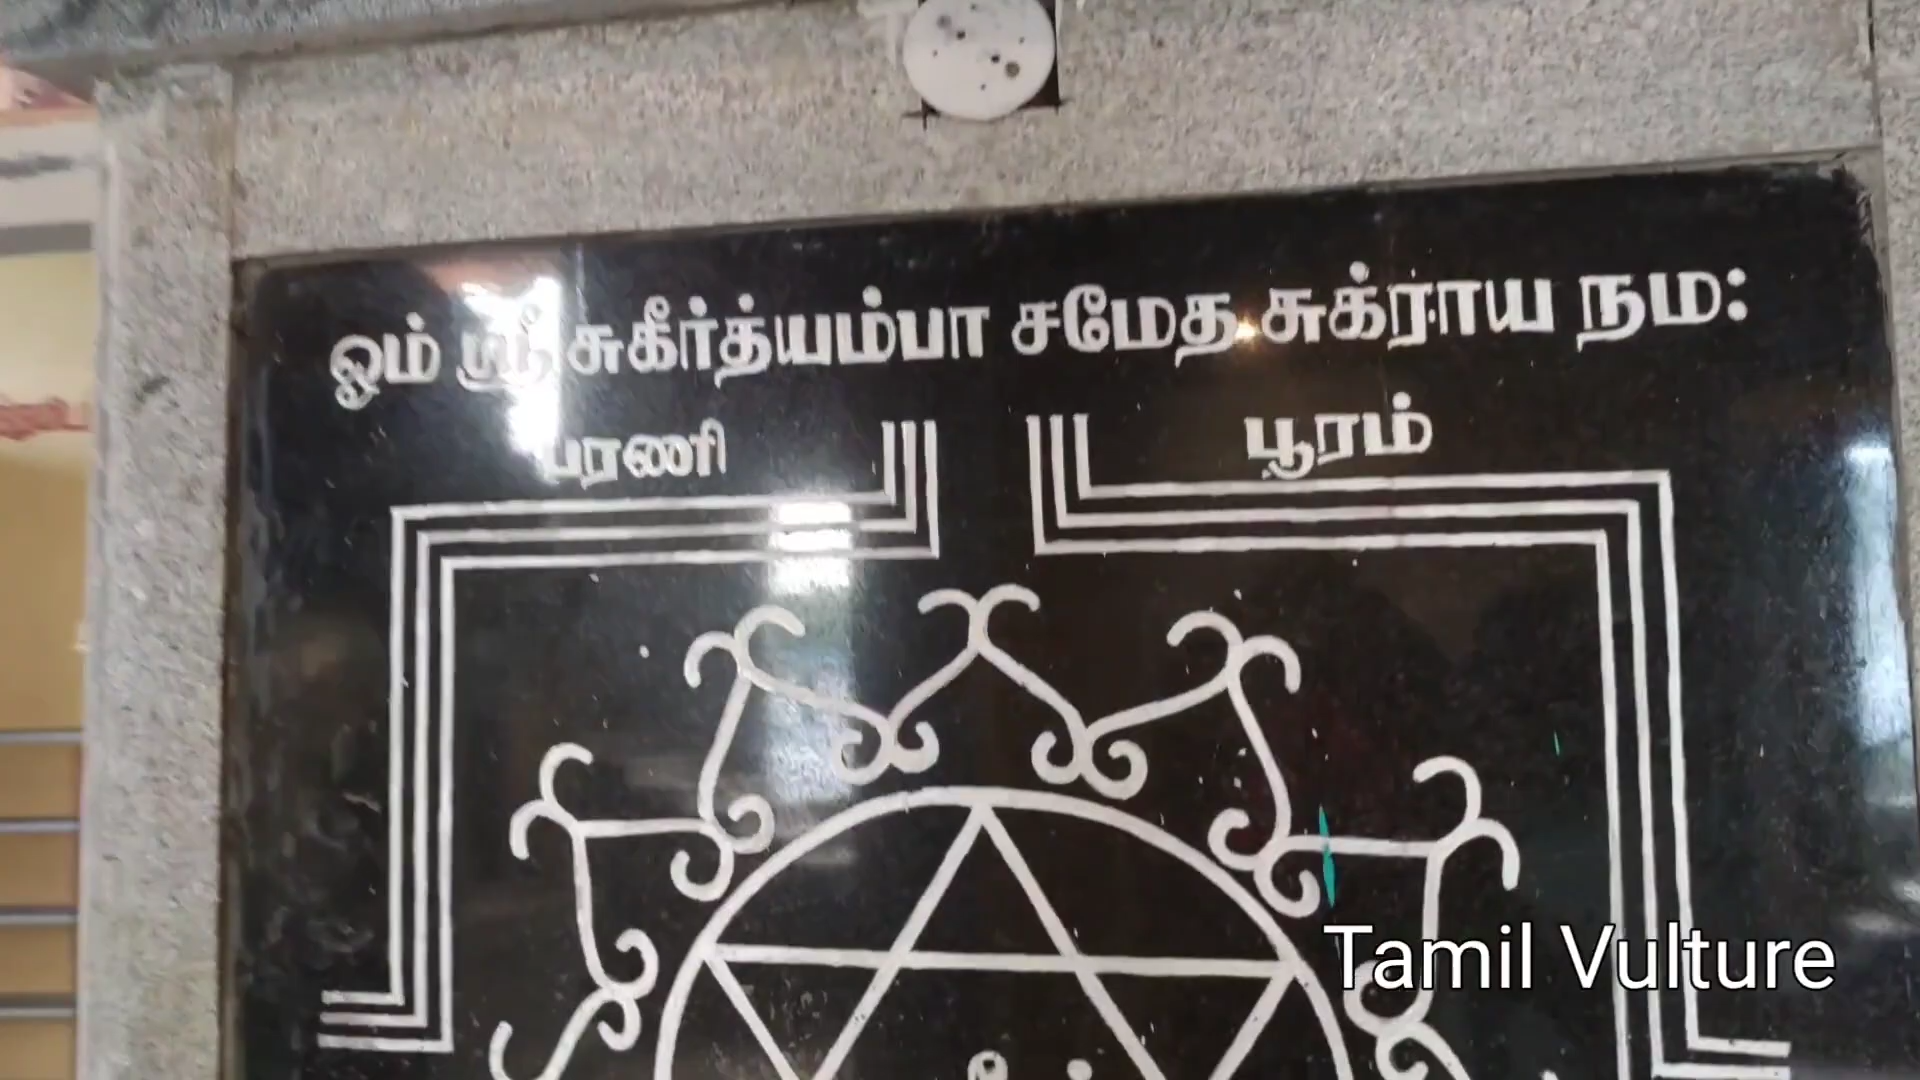 ஓம் ஸ்ரீ சுகீர்த்யம்பா சமேத சுக்ராய நம:
பரணி பூரம்
Tamil Vulture